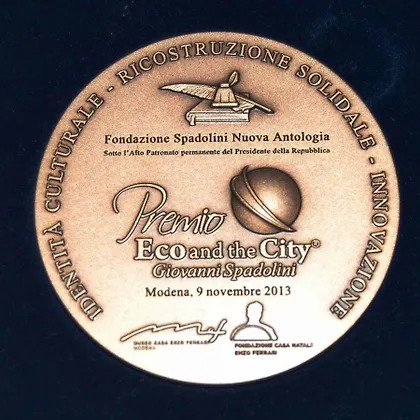 IDENTITÀ CULTURALE - RICOSTRUZIONE SOLIDALE - INNOVAZIONE
Fondazione Spadolini Nuova Antologia
Sotto l'Alto Patronato permanente del Presidente della Repubblica
Premio
Eco and the City®
Giovanni Spadolini
Modena, 9 novembre 2013
mef
MUSEO CASA ENZO FERRARI
MODENA
FONDAZIONE CASA NATALE
ENZO FERRARI